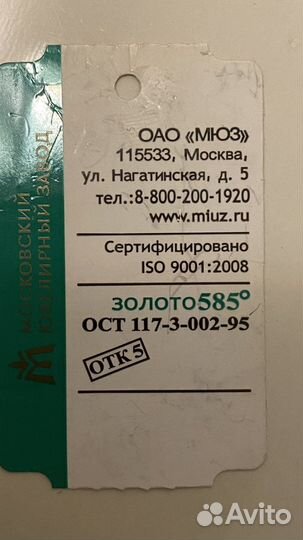 МОСКОВСКИЙ
ЮВЕЛИРНЫЙ ЗАВОД
ОАО «МЮЗ»
115533, Москва,
ул. Нагатинская, д. 5
тел.:8-800-200-1920
www.miuz.ru
Сертифицировано
ISO 9001:2008
ЗОЛОТО585°
ОСТ 117-3-002-95
ОТК 5
Avito